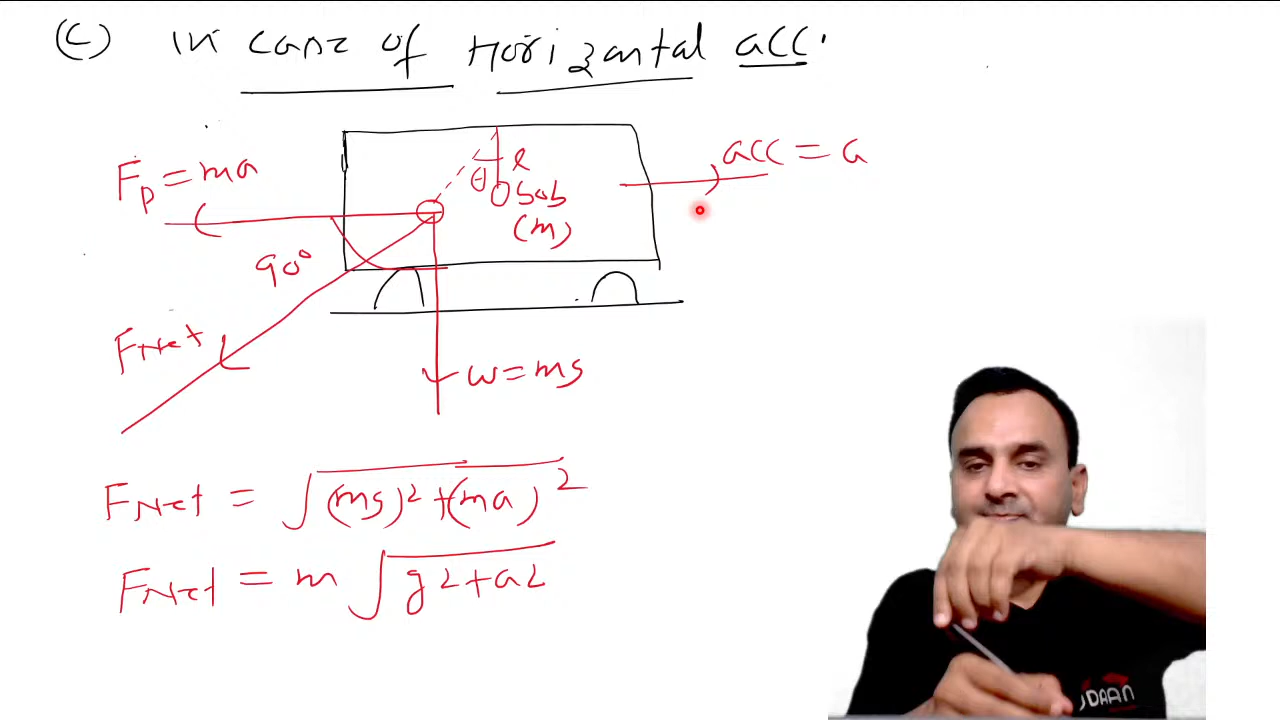 (C) In case of Horizontal acc.
Fp = ma
acc = a
θ l
bob
(m)
90°
FNet
w = mg
FNet = √(mg)2 + (ma)2
FNet = m √g2+a2
UDAAN